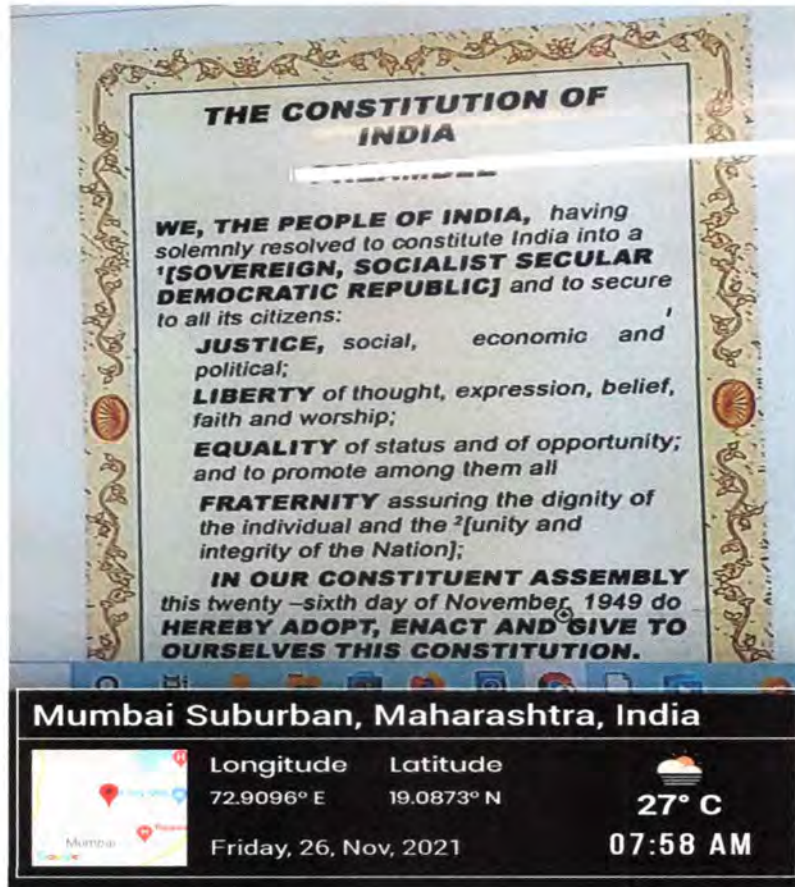 THE CONSTITUTION OF
INDIA
WE, THE PEOPLE OF INDIA, having
solemnly resolved to constitute India into a
¹[SOVEREIGN, SOCIALIST SECULAR
DEMOCRATIC REPUBLIC] and to secure
to all its citizens:
JUSTICE, social, economic and
political;
LIBERTY of thought, expression, belief,
faith and worship;
EQUALITY of status and of opportunity;
and to promote among them all
FRATERNITY assuring the dignity of
the individual and the ²[unity and
integrity of the Nation];
IN OUR CONSTITUENT ASSEMBLY
this twenty –sixth day of November, 1949 do
HEREBY ADOPT, ENACT AND GIVE TO
OURSELVES THIS CONSTITUTION.
Mumbai Suburban, Maharashtra, India
Longitude Latitude
72.9096° E 19.0873° N
27° C
Friday, 26, Nov, 2021 07:58 AM
Mumbai
Google